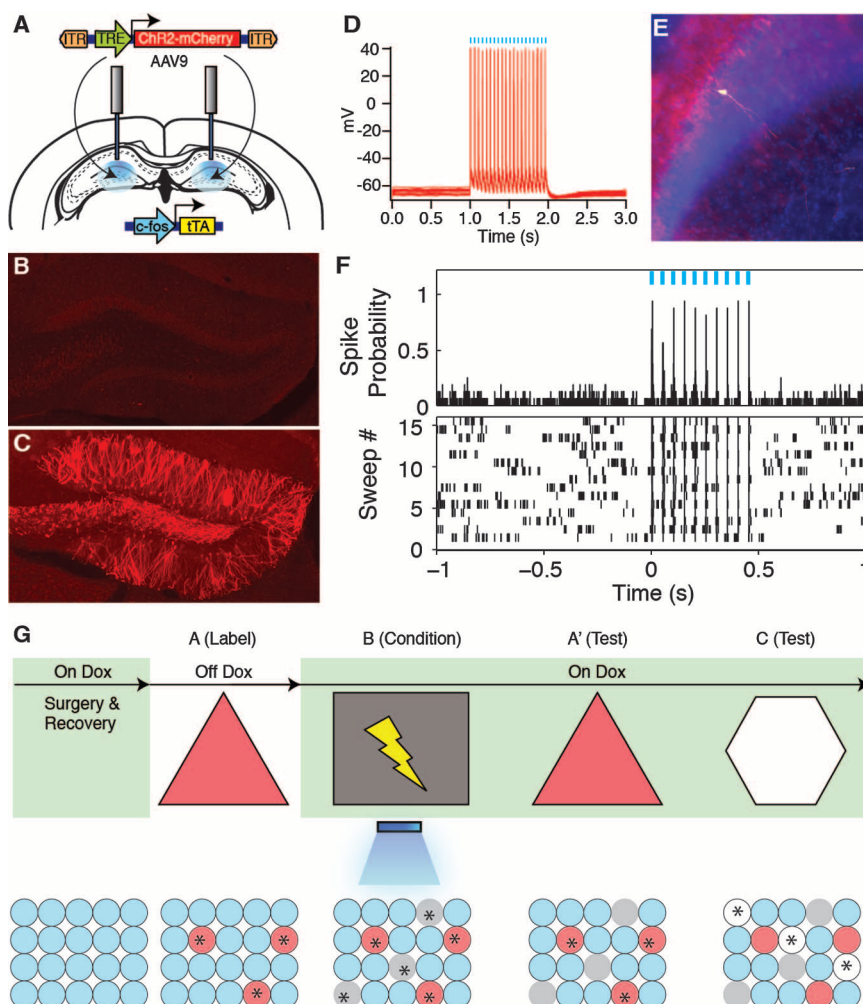 A
ITR TRE ChR2-mCherry ITR
AAV9
c-fos tTA
B
C
D
40
20
0
-20
-40
-60
mV
0.0 0.5 1.0 1.5 2.0 2.5 3.0
Time (s)
E
F
1
0.5
0
Spike
Probability
15
10
5
0
Sweep #
−1 −0.5 0 0.5 1
Time (s)
G
A (Label) B (Condition) A' (Test) C (Test)
On Dox Off Dox On Dox
Surgery &
Recovery
* * * * * * *
* * * *
* * * * *